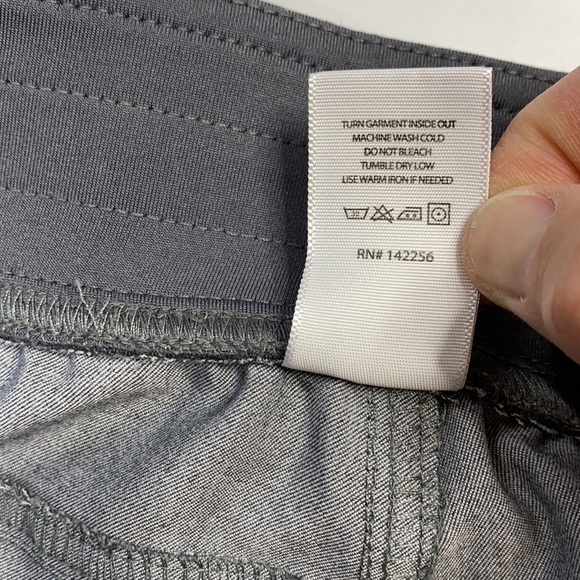 TURN GARMENT INSIDE OUT
MACHINE WASH COLD
DO NOT BLEACH
TUMBLE DRY LOW
USE WARM IRON IF NEEDED
30
RN# 142256